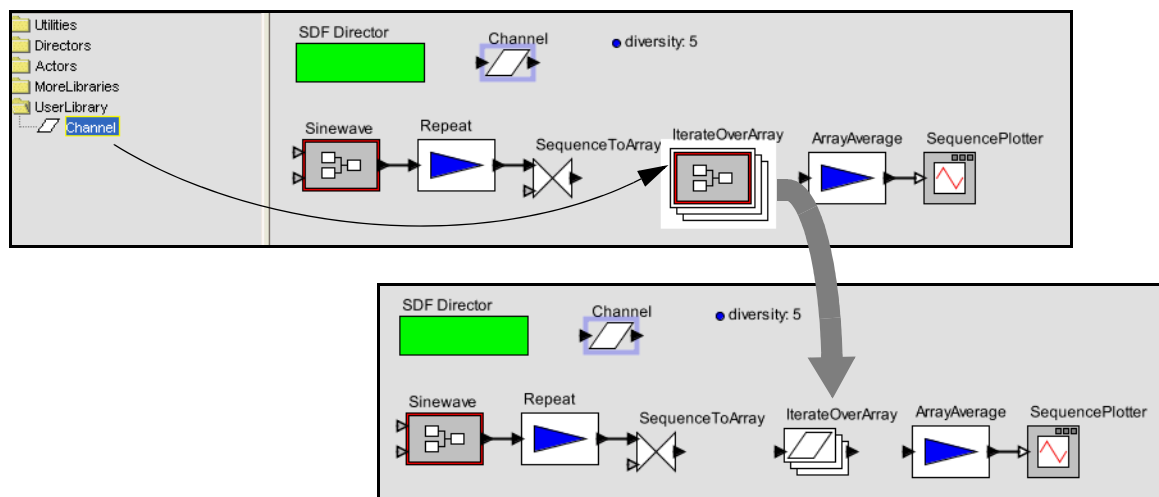 Utilities
Directors
Actors
MoreLibraries
UserLibrary
Channel
SDF Director
Channel
diversity: 5
Sinewave
Repeat
SequenceToArray
IterateOverArray
ArrayAverage
SequencePlotter
SDF Director
Channel
diversity: 5
Sinewave
Repeat
SequenceToArray
IterateOverArray
ArrayAverage
SequencePlotter